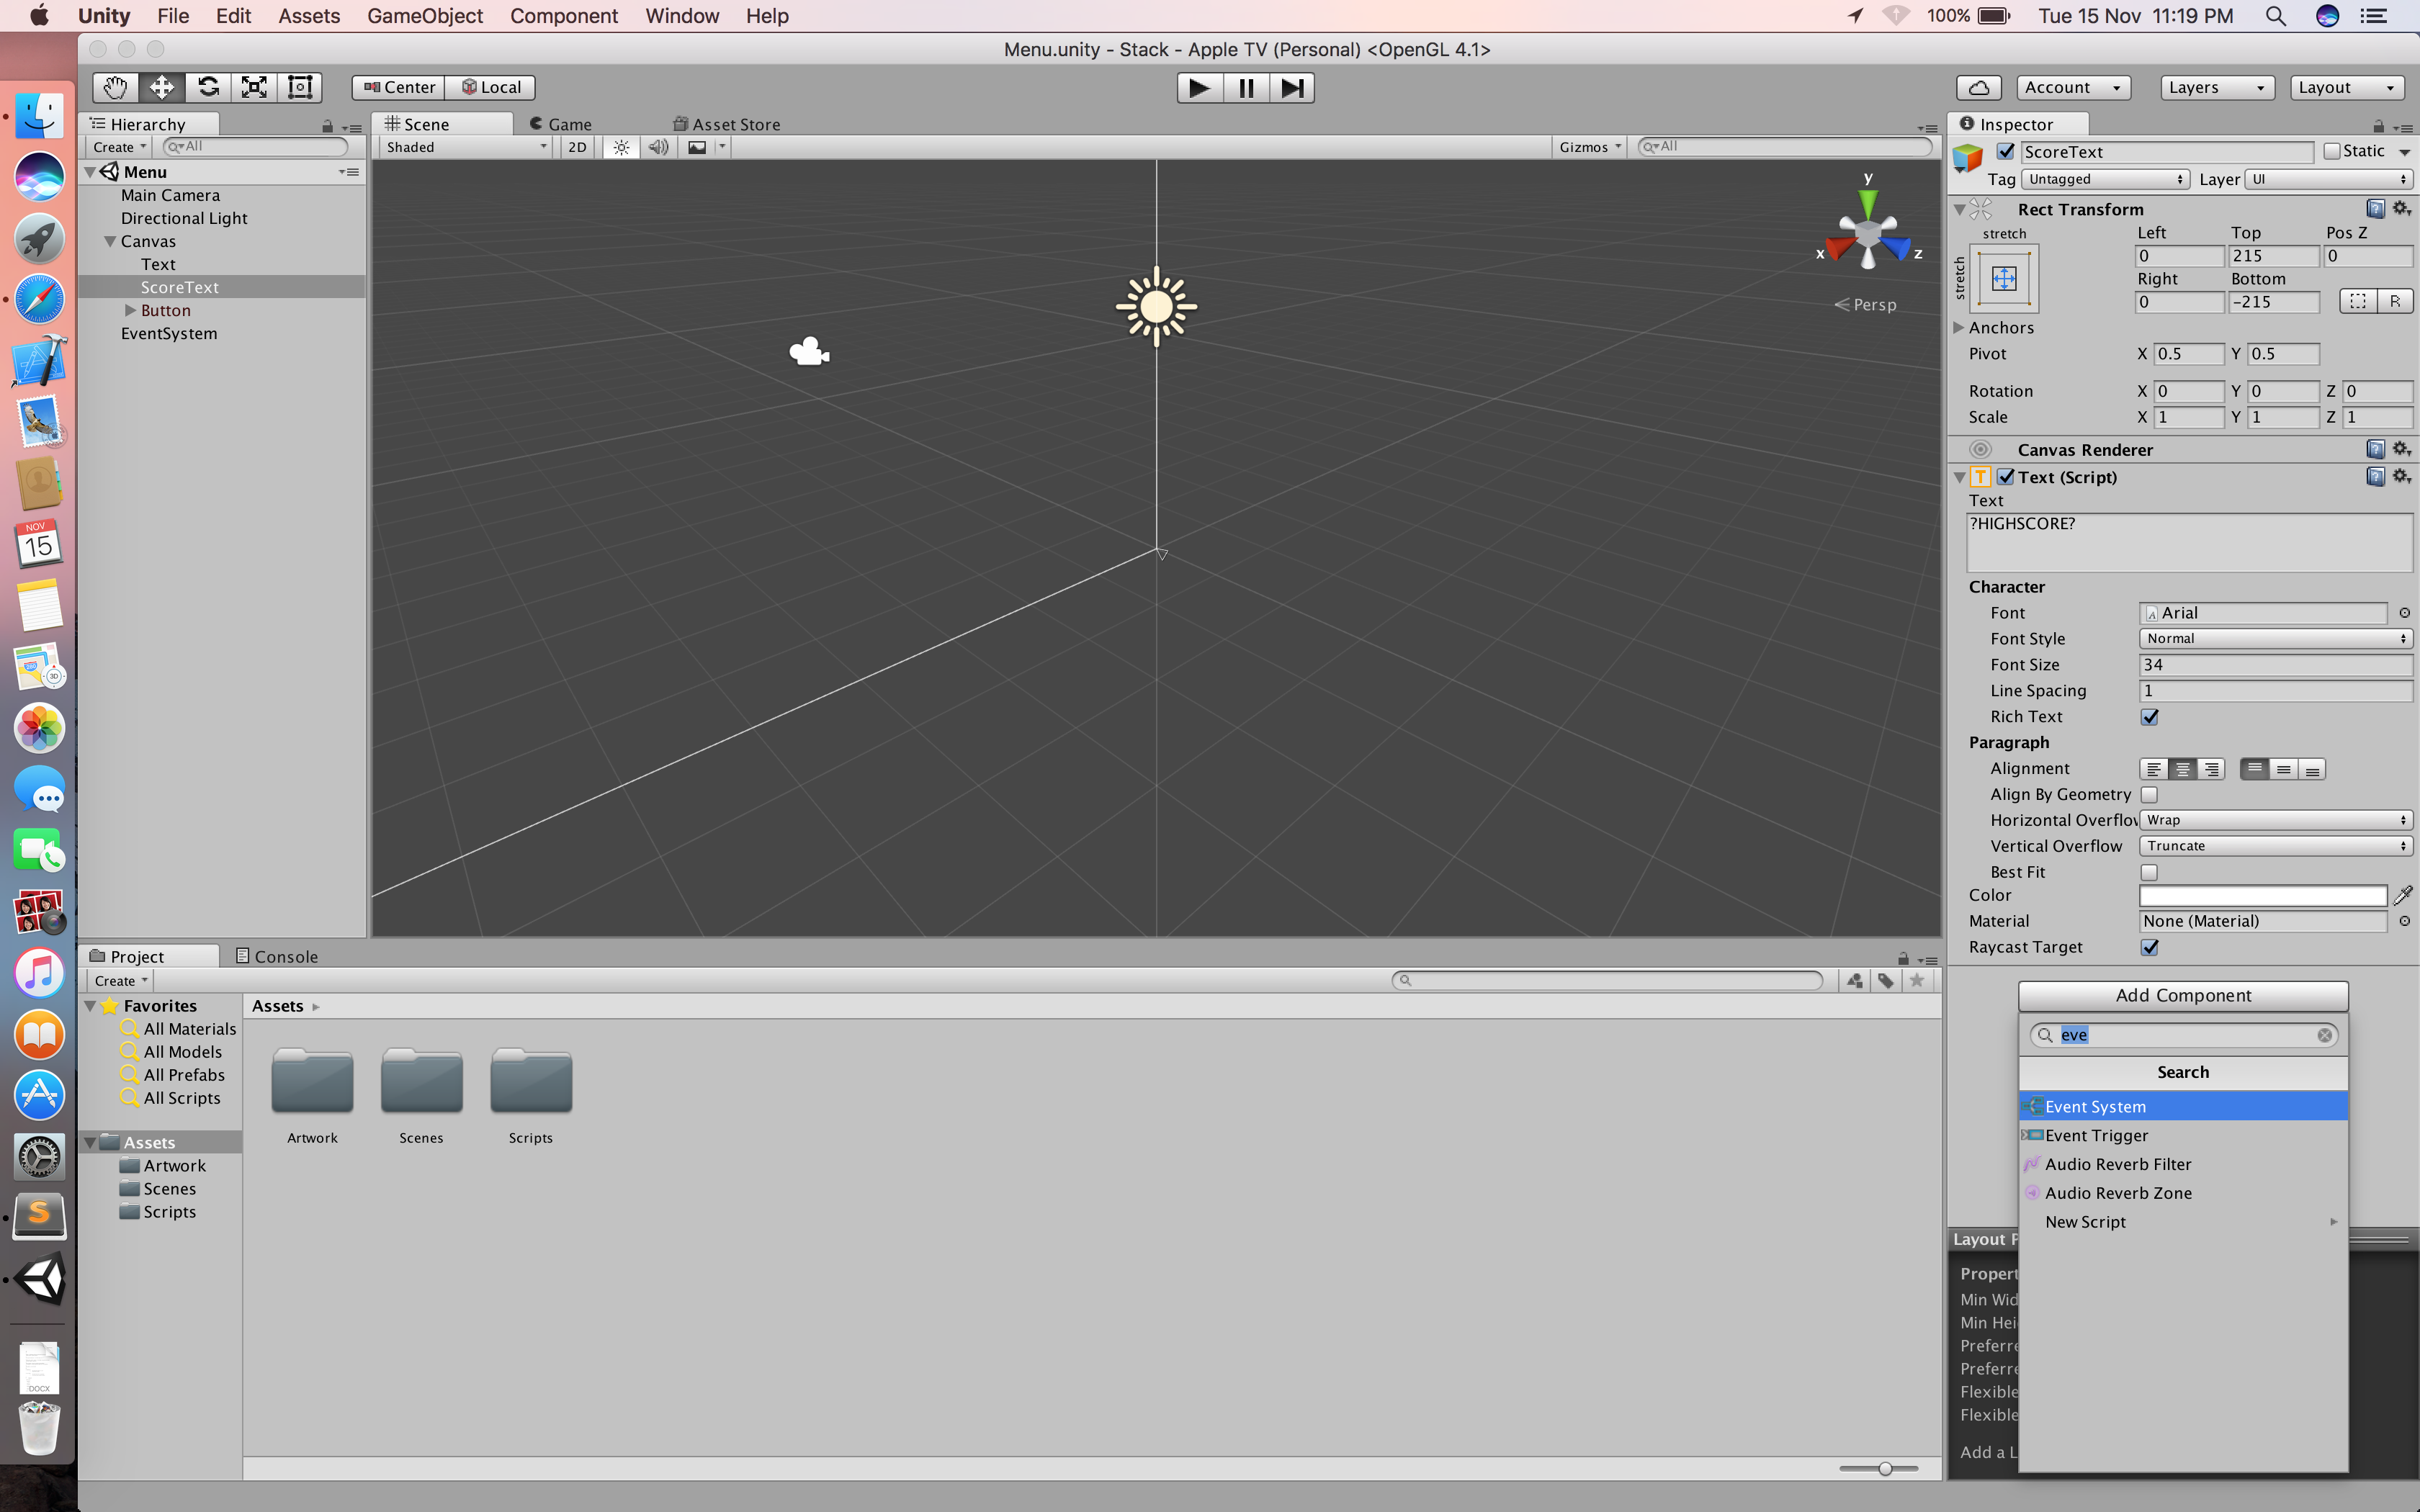 Unity File Edit Assets GameObject Component Window Help 100% Tue 15 Nov 11:19 PM
Menu.unity - Stack - Apple TV (Personal) <OpenGL 4.1>
Center Local Account Layers Layout
Hierarchy
Create All
Menu
Main Camera
Directional Light
Canvas
Text
ScoreText
Button
EventSystem
Scene Game Asset Store
Shaded 2D Gizmos All
y
x z
Persp
Inspector
ScoreText Static
Tag Untagged Layer UI
Rect Transform
stretch Left Top Pos Z
stretch
0 215 0
Right Bottom
0 -215 R
Anchors
Pivot X 0.5 Y 0.5
Rotation X 0 Y 0 Z 0
Scale X 1 Y 1 Z 1
Canvas Renderer
Text (Script)
Text
?HIGHSCORE?
Character
Font Arial
Font Style Normal
Font Size 34
Line Spacing 1
Rich Text
Paragraph
Alignment
Align By Geometry
Horizontal Overflow Wrap
Vertical Overflow Truncate
Best Fit
Color
Material None (Material)
Raycast Target
Add Component
eve
Search
Event System
Event Trigger
Audio Reverb Filter
Audio Reverb Zone
New Script
Layout P
Propert
Min Wid
Min Hei
Preferre
Preferre
Flexible
Flexible
Add a L
Project Console
Create
Favorites
All Materials
All Models
All Prefabs
All Scripts
Assets
Artwork
Scenes
Scripts
Assets
Artwork Scenes Scripts
NOV
15
3D
DOCX